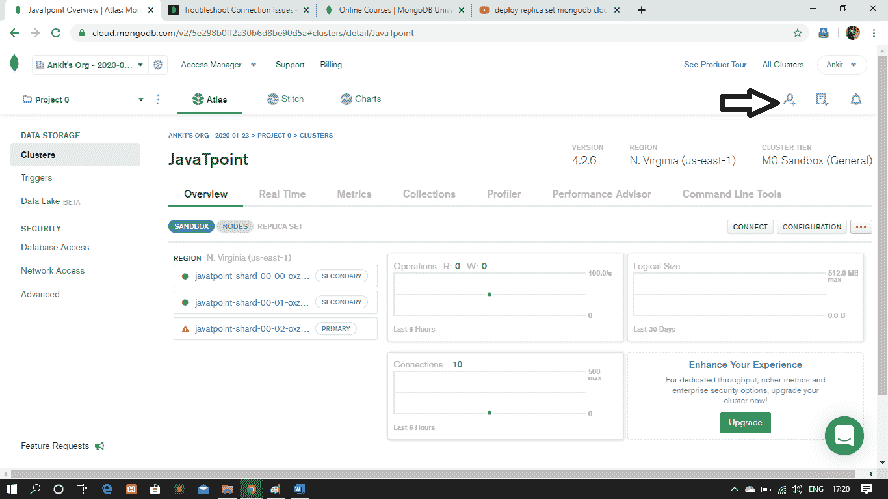 JavaTpoint Overview | Atlas: Mo
Troubleshoot Connection Issues -
Online Courses | MongoDB Univ
deploy replica set mongodb clou
cloud.mongodb.com
#clusters/detail/JavaTpoint
Ankit's Org - 2020-0...
Access Manager
Support
Billing
See Product Tour
All Clusters
Ankit
Project 0
Atlas
Stitch
Charts
DATA STORAGE
Clusters
Triggers
Data Lake BETA
SECURITY
Database Access
Network Access
Advanced
Feature Requests
ANKIT'S ORG - 2020-01-23 > PROJECT 0 > CLUSTERS
JavaTpoint
VERSION
4.2.6
REGION
N. Virginia (us-east-1)
CLUSTER TIER
M0 Sandbox (General)
Overview
Real Time
Metrics
Collections
Profiler
Performance Advisor
Command Line Tools
SANDBOX
NODES
REPLICA SET
CONNECT
CONFIGURATION
REGION N. Virginia (us-east-1)
javatpoint-shard-00-00-oxz... SECONDARY
javatpoint-shard-00-01-oxz... SECONDARY
javatpoint-shard-00-02-oxz... PRIMARY
Operations R: 0 W: 0
100.0/s
0
Last 6 Hours
Logical Size
512.0 MB
max
0.0 B
Last 30 Days
Connections 10
500
max
0
Last 6 Hours
Enhance Your Experience
For dedicated throughput, richer metrics and
enterprise security options, upgrade your
cluster now!
Upgrade
ENG
17:20